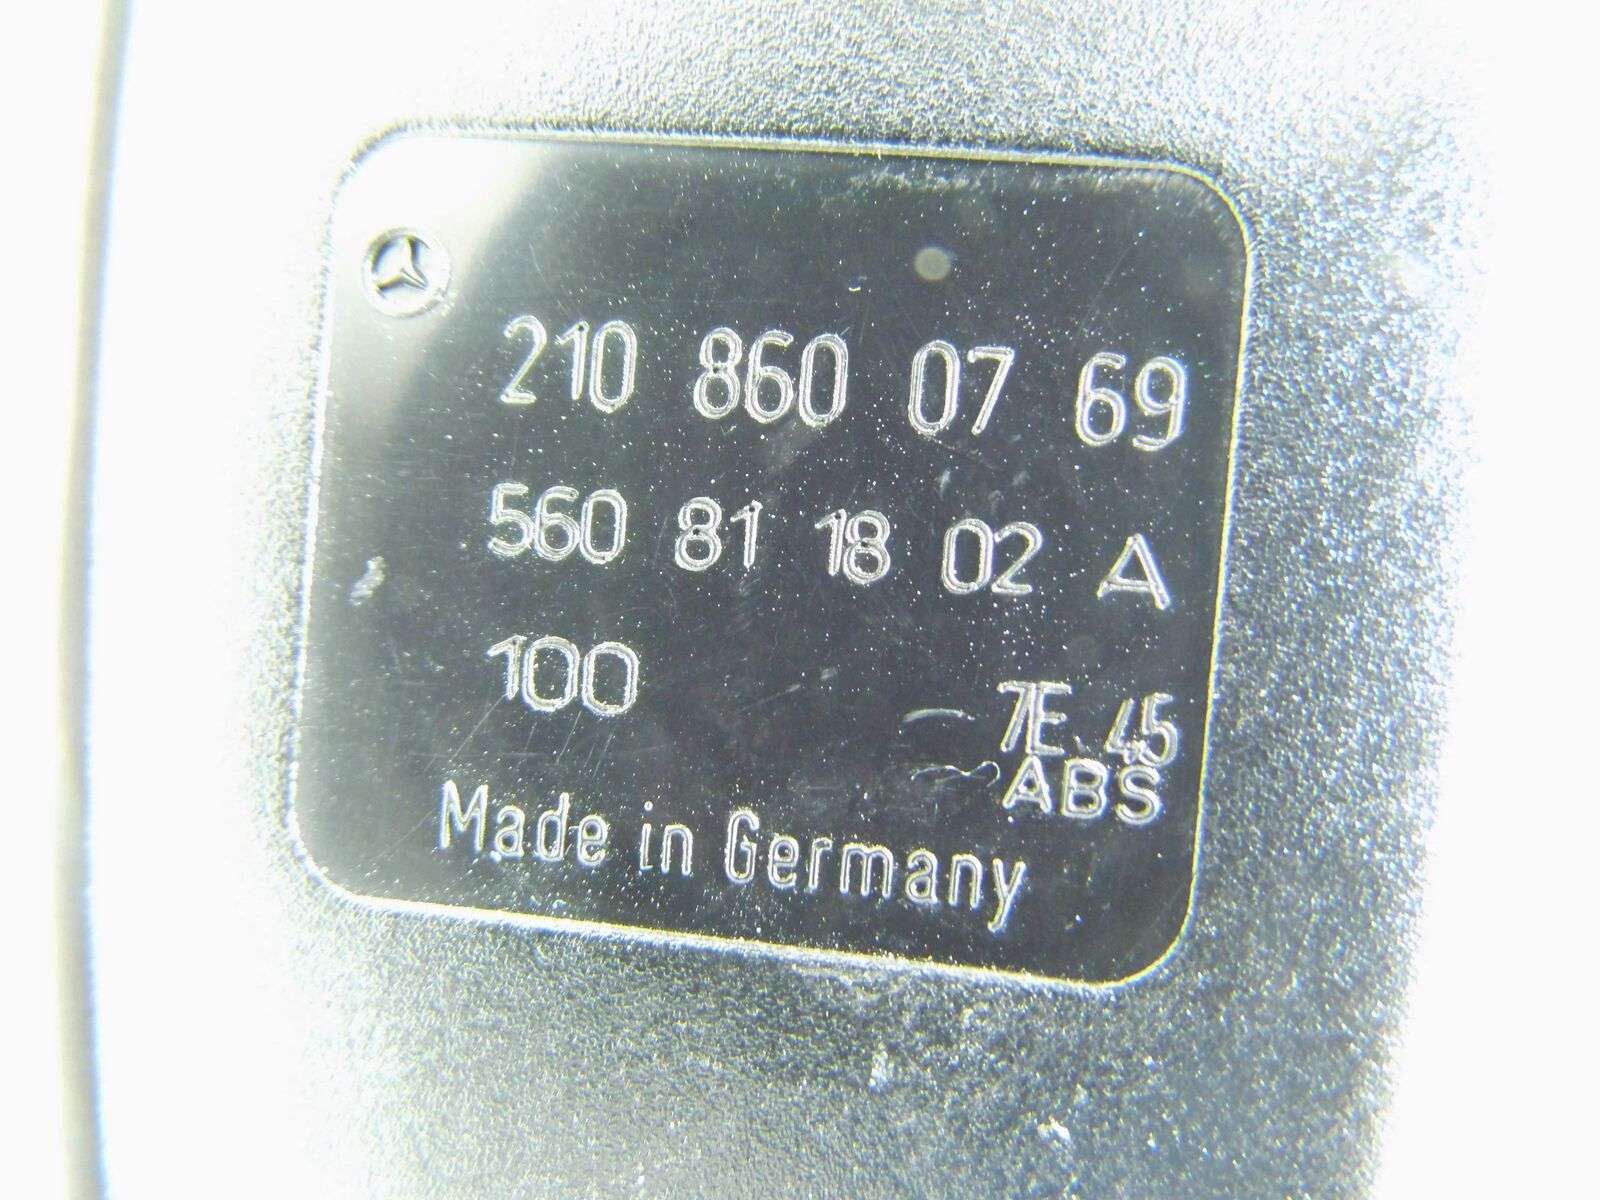 210 860 07 69
560 81 18 02 A
100
7E 45
ABS
Made in Germany